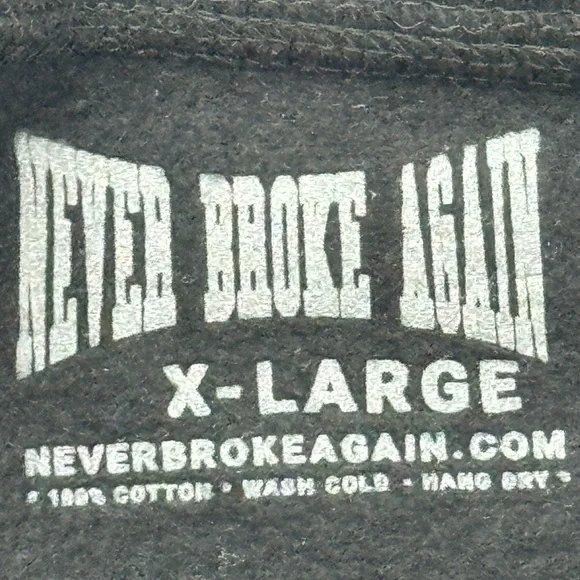 NEVER BROKE AGAIN
X-LARGE
NEVERBROKEAGAIN.COM
* 100% COTTON * WASH COLD * HANG DRY *